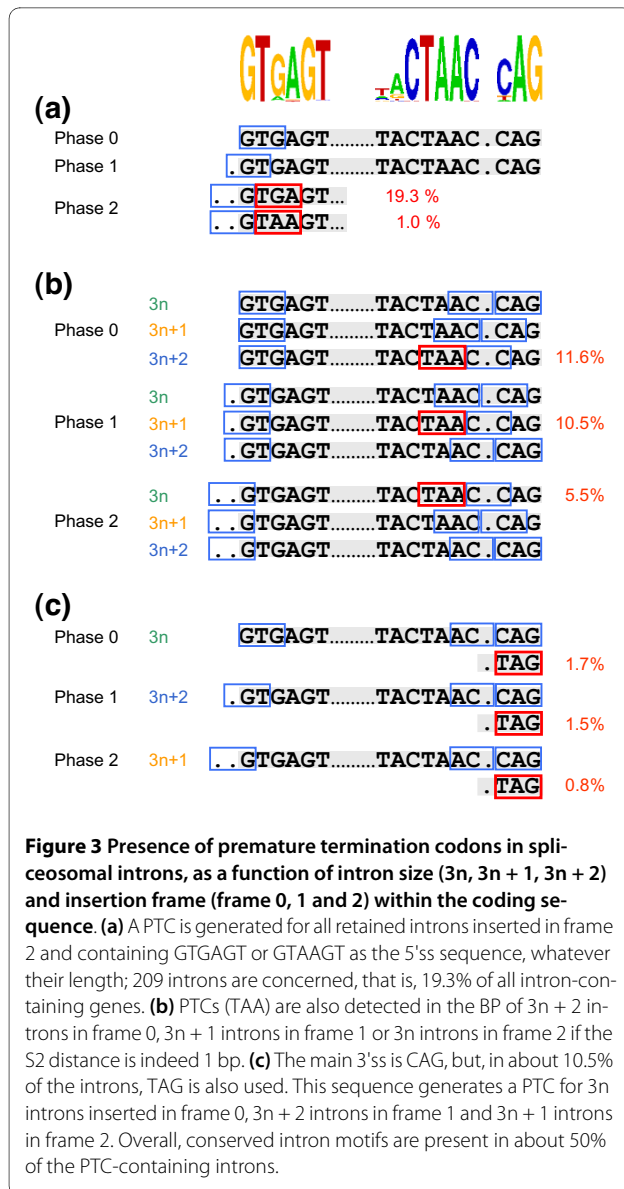 GTGAGT TACTAAC CAG
(a)
Phase 0 GTGAGT.........TACTAAC.CAG
Phase 1 .GTGAGT.........TACTAAC.CAG
Phase 2
..GTGAGT... 19.3 %
..GTAAGT... 1.0 %
(b)
Phase 0
3n GTGAGT.........TACTAAC.CAG
3n+1 GTGAGT.........TACTAAC.CAG
3n+2 GTGAGT.........TACTAAC.CAG 11.6%
Phase 1
3n .GTGAGT.........TACTAAC.CAG
3n+1 .GTGAGT.........TACTAAC.CAG 10.5%
3n+2 .GTGAGT.........TACTAAC.CAG
Phase 2
3n ..GTGAGT.........TACTAAC.CAG 5.5%
3n+1 ..GTGAGT.........TACTAAC.CAG
3n+2 ..GTGAGT.........TACTAAC.CAG
(c)
Phase 0 3n GTGAGT.........TACTAAC.CAG
.TAG 1.7%
Phase 1 3n+2 .GTGAGT.........TACTAAC.CAG
.TAG 1.5%
Phase 2 3n+1 ..GTGAGT.........TACTAAC.CAG
.TAG 0.8%
Figure 3 Presence of premature termination codons in spli-
ceosomal introns, as a function of intron size (3n, 3n + 1, 3n + 2)
and insertion frame (frame 0, 1 and 2) within the coding se-
quence. (a) A PTC is generated for all retained introns inserted in frame
2 and containing GTGAGT or GTAAGT as the 5'ss sequence, whatever
their length; 209 introns are concerned, that is, 19.3% of all intron-con-
taining genes. (b) PTCs (TAA) are also detected in the BP of 3n + 2 in-
trons in frame 0, 3n + 1 introns in frame 1 or 3n introns in frame 2 if the
S2 distance is indeed 1 bp. (c) The main 3'ss is CAG, but, in about 10.5%
of the introns, TAG is also used. This sequence generates a PTC for 3n
introns inserted in frame 0, 3n + 2 introns in frame 1 and 3n + 1 introns
in frame 2. Overall, conserved intron motifs are present in about 50%
of the PTC-containing introns.